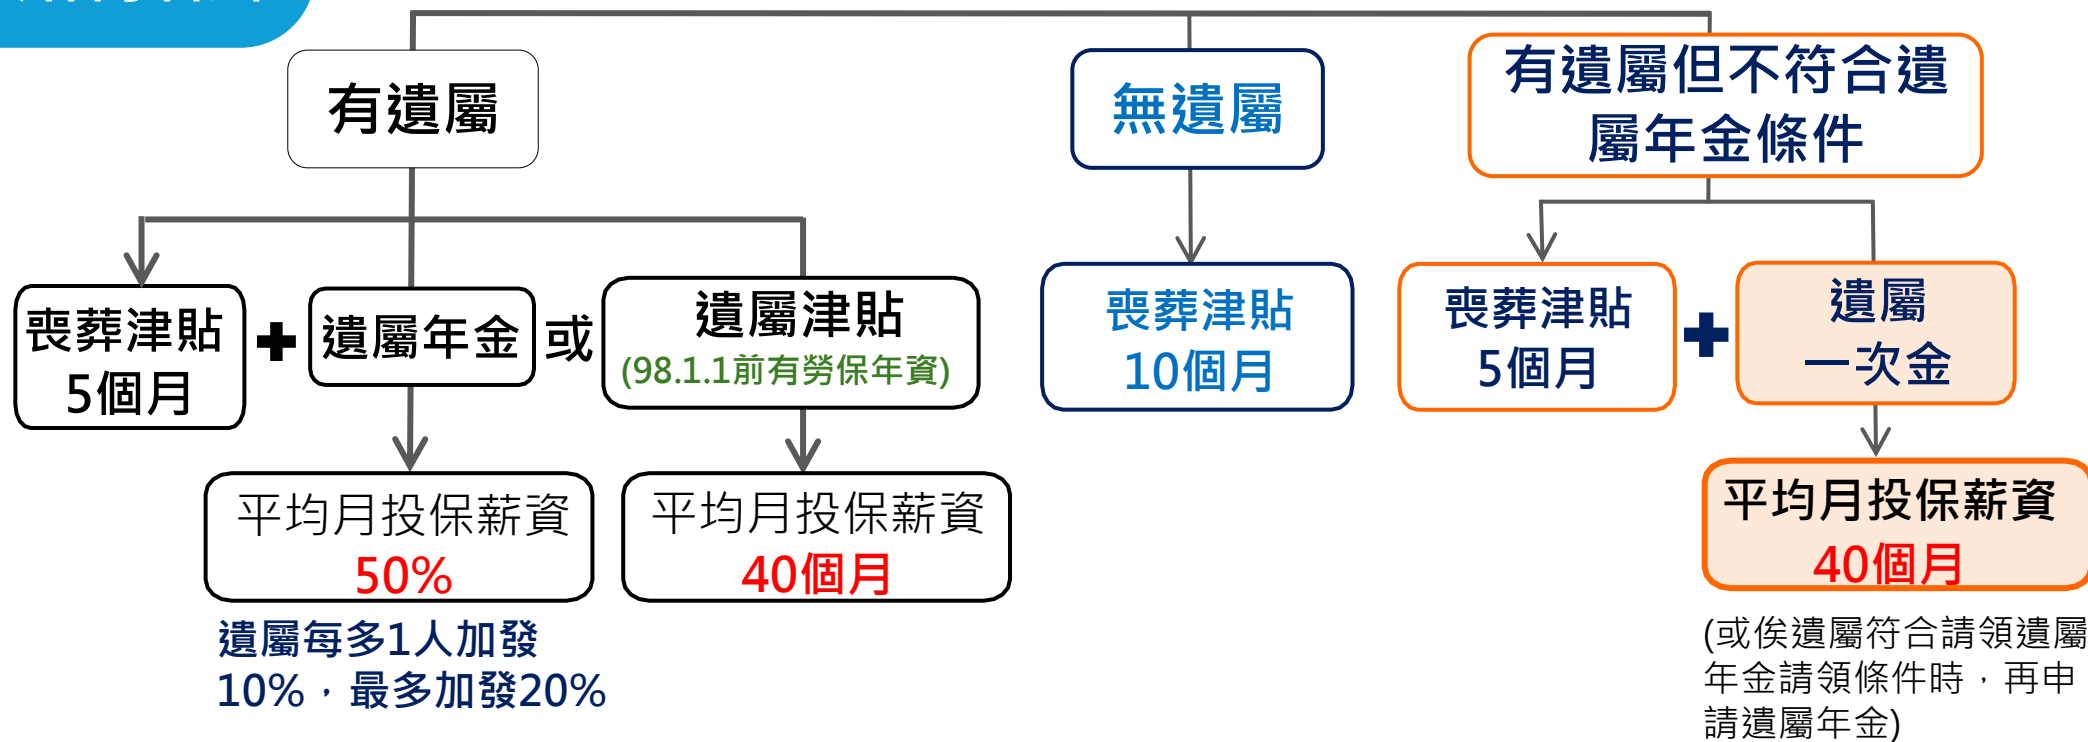 有遺屬
無遺屬
有遺屬但不符合遺
屬年金條件
喪葬津貼
5個月
遺屬年金
或
遺屬津貼
(98.1.1前有勞保年資)
喪葬津貼
10個月
喪葬津貼
5個月
遺屬
一次金
平均月投保薪資
50%
平均月投保薪資
40個月
平均月投保薪資
40個月
遺屬每多1人加發
10%，最多加發20%
(或俟遺屬符合請領遺屬
年金請領條件時，再申
請遺屬年金)